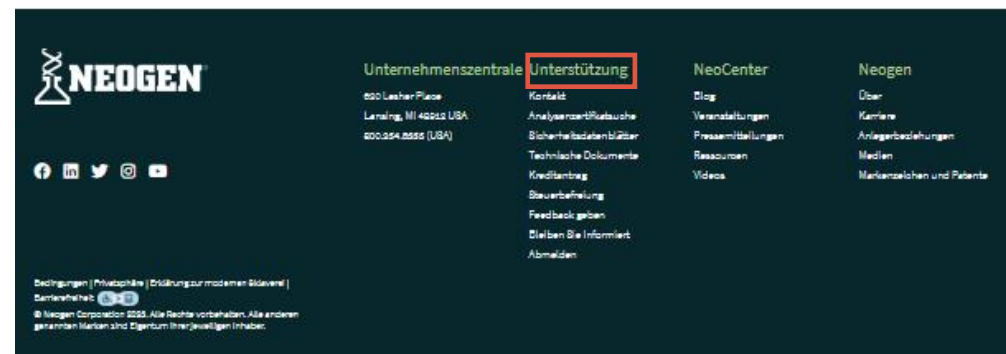 NEOGEN
Unternehmenszentrale
620 Lesher Place
Lansing, MI 48912 USA
800.234.5333 (USA)
Unterstützung
Kontakt
Analysenzertifikatsuche
Sicherheitsdatenblätter
Technische Dokumente
Kreditantrag
Steuerbefreiung
Feedback geben
Bleiben Sie informiert
Abmelden
NeoCenter
Blog
Veranstaltungen
Pressemitteilungen
Ressourcen
Videos
Neogen
Über
Karriere
Anlegerbeziehungen
Medien
Markenzeichen und Patente
Bedingungen | Privatsphäre | Erklärung zur modernen Sklaverei |
Barrierefreiheit
© Neogen Corporation 2023. Alle Rechte vorbehalten. Alle anderen
genannten Marken sind Eigentum ihrer jeweiligen Inhaber.